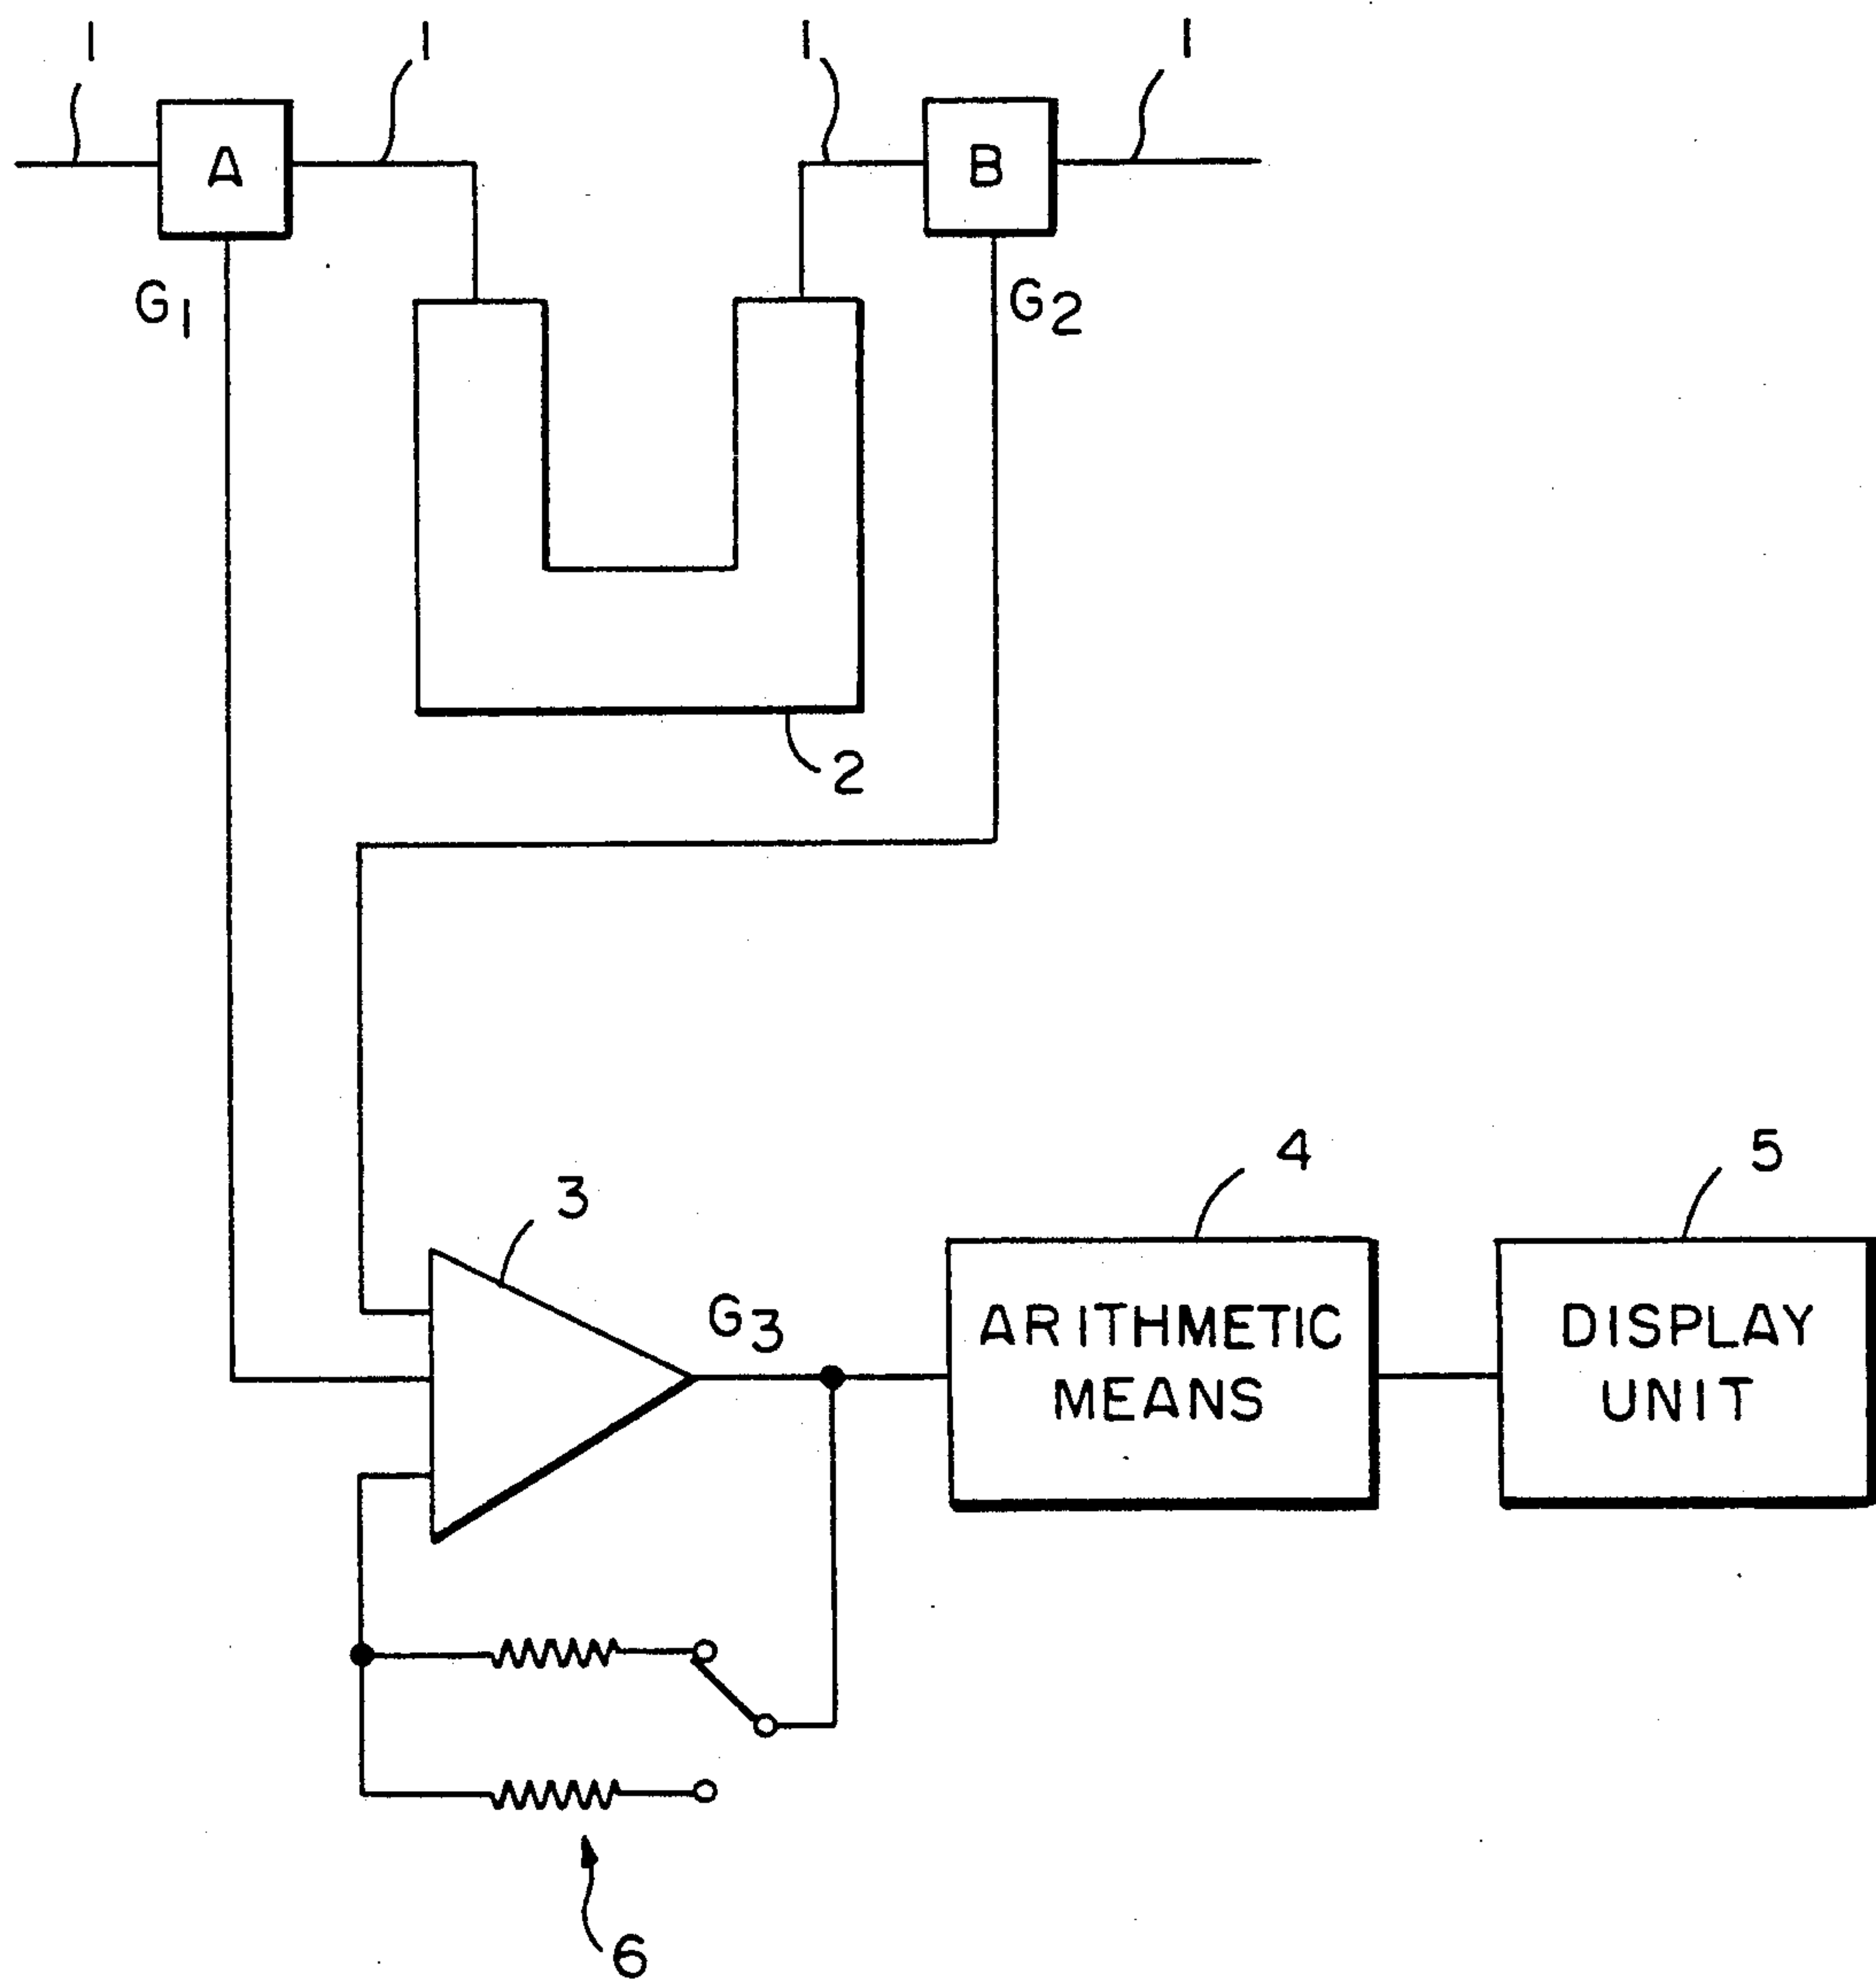 1 1 1 1
A B
G1 G2
2
3 4 5
G3
ARITHMETIC DISPLAY
MEANS UNIT
6